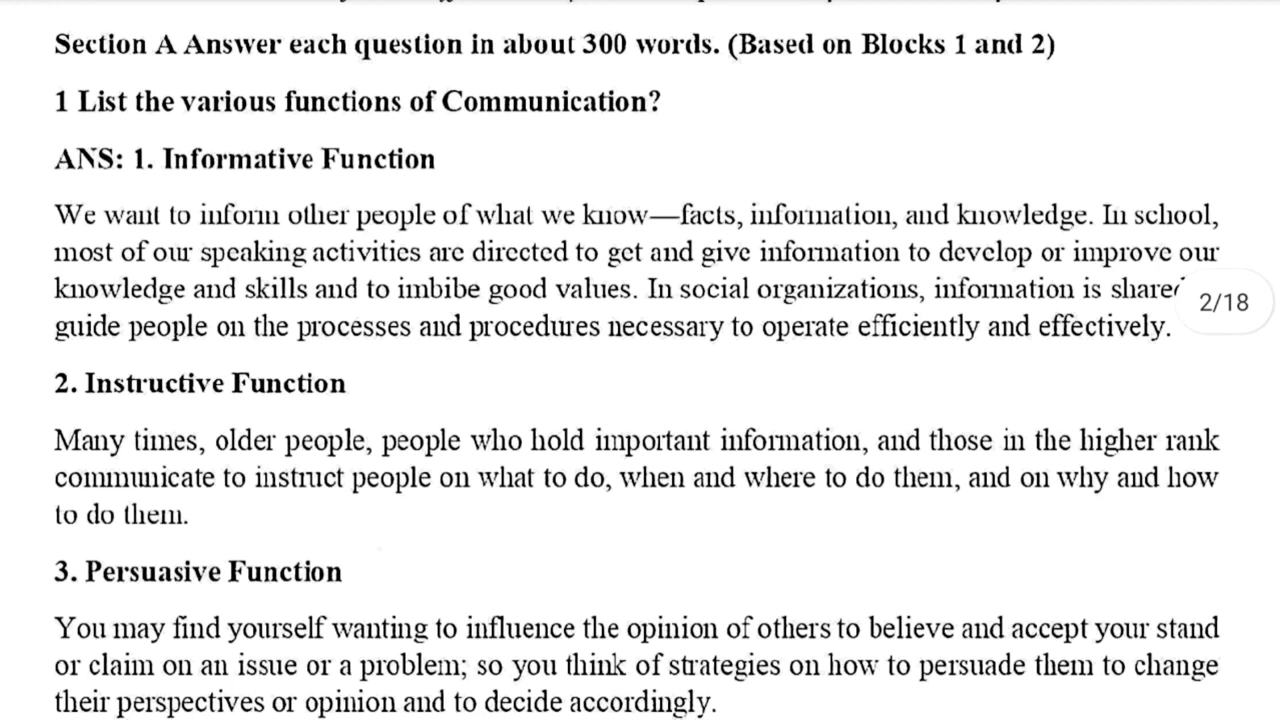 Section A Answer each question in about 300 words. (Based on Blocks 1 and 2)
1 List the various functions of Communication?
ANS: 1. Informative Function
We want to inform other people of what we know—facts, information, and knowledge. In school,
most of our speaking activities are directed to get and give information to develop or improve our
knowledge and skills and to imbibe good values. In social organizations, information is shared
2/18
guide people on the processes and procedures necessary to operate efficiently and effectively.
2. Instructive Function
Many times, older people, people who hold important information, and those in the higher rank
communicate to instruct people on what to do, when and where to do them, and on why and how
to do them.
3. Persuasive Function
You may find yourself wanting to influence the opinion of others to believe and accept your stand
or claim on an issue or a problem; so you think of strategies on how to persuade them to change
their perspectives or opinion and to decide accordingly.